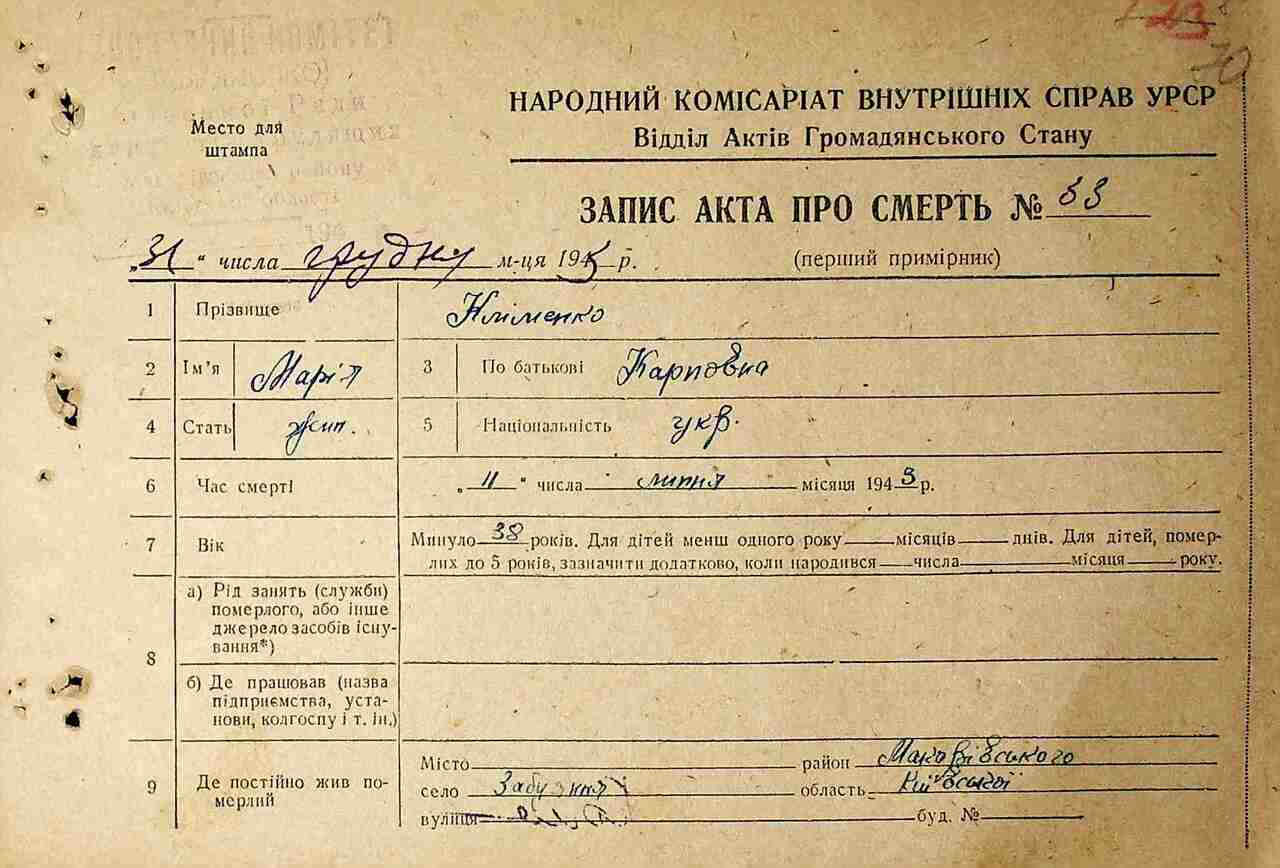 НАРОДНИЙ КОМІСАРІАТ ВНУТРІШНІХ СПРАВ УРСР
Відділ Актів Громадянського Стану
Место для
штампа
ЗАПИС АКТА ПРО СМЕРТЬ № 33
„31“ числа грудня м-ця 1945 р. (перший примірник)
1 Прізвище Кліменко
2 Ім’я Марія 3 По батькові Карповна
4 Стать жін. 5 Національність укр.
6 Час смерті „11“ числа липня місяця 1943 р.
7 Вік Минуло 38 років. Для дітей менш одного року місяців днів. Для дітей, помер-
лих до 5 років, зазначити додатково, коли народився числа місяця року.
8 а) Рід занять (служби)
померлого, або інше
джерело засобів існу-
вання*)
б) Де працював (назва
підприємства, уста-
нови, колгоспу і т. ін.)
9 Де постійно жив по-
мерлий
Місто район Макарівського
село область Київської
вулиця буд. №